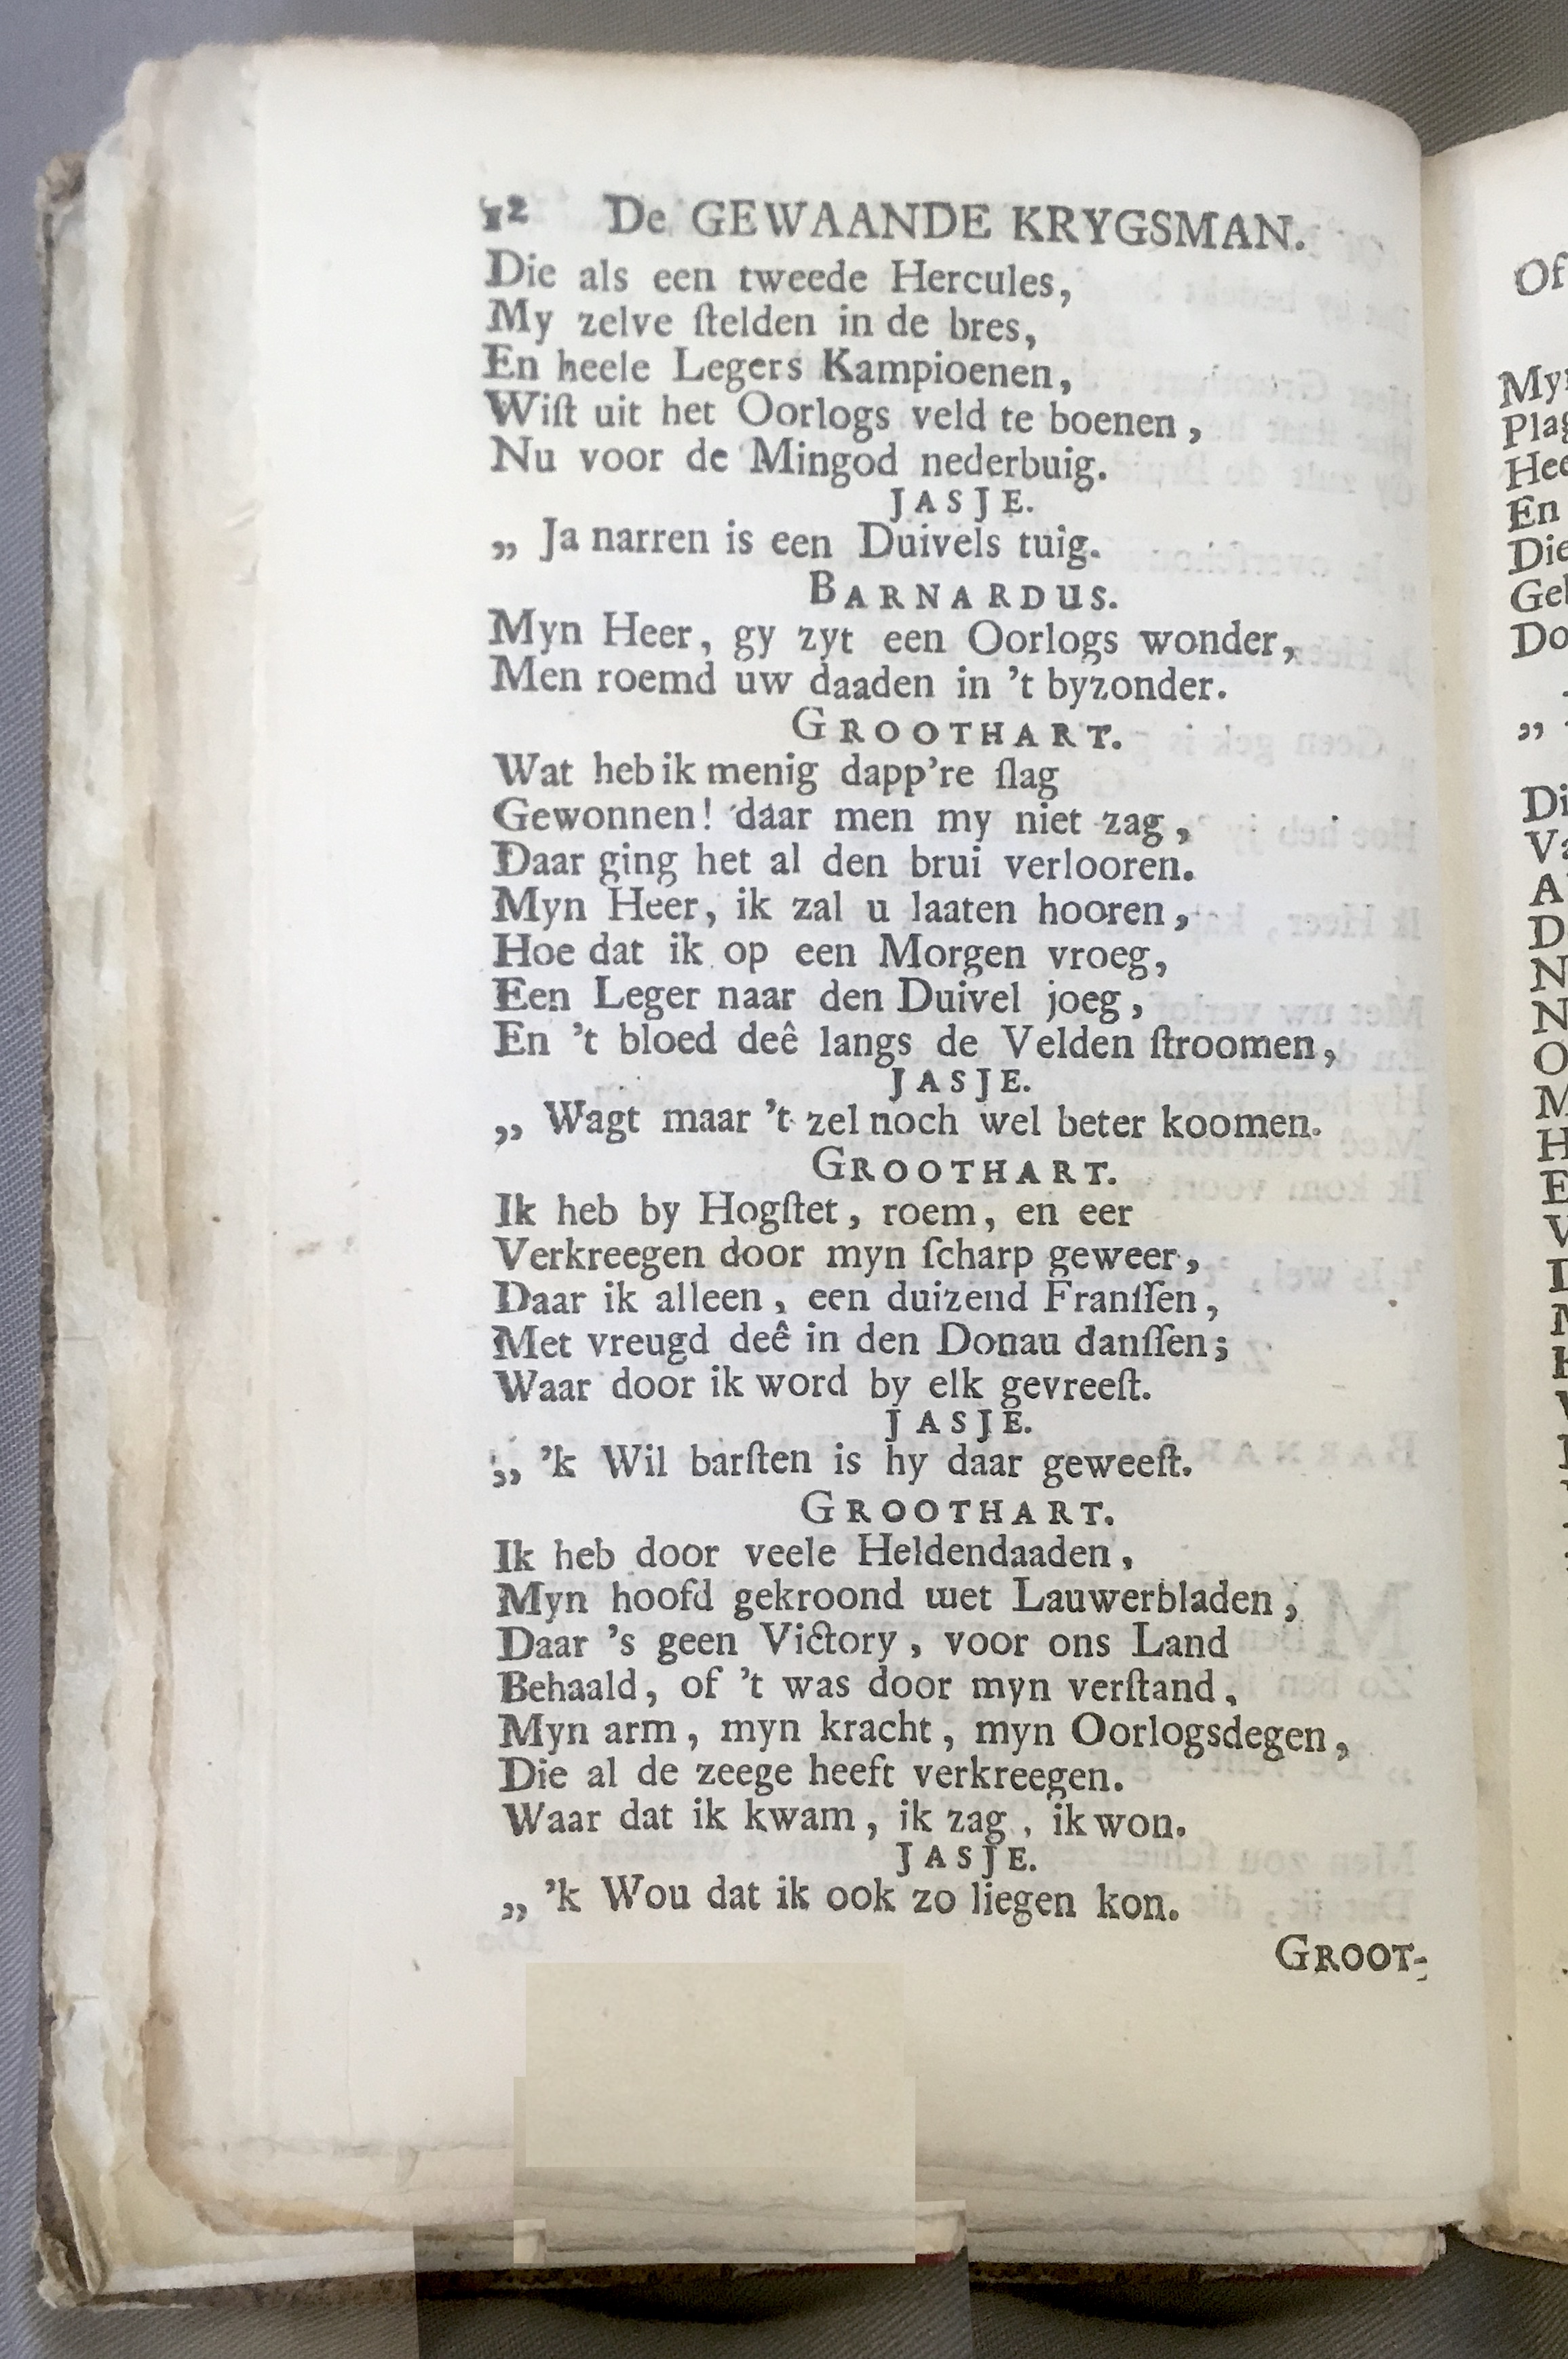 12 De GEWAANDE KRYGSMAN.
Die als een tweede Hercules,
My zelve ſtelden in de bres,
En heele Legers Kampioenen,
Wiſt uit het Oorlogs veld te boenen,
Nu voor de Mingod nederbuig.
JASJE.
„ Ja narren is een Duivels tuig.
BARNARDUS.
Myn Heer, gy zyt een Oorlogs wonder,
Men roemd uw daaden in 't byzonder.
GROOTHART.
Wat heb ik menig dapp're ſlag
Gewonnen! daar men my niet zag,
Daar ging het al den brui verlooren.
Myn Heer, ik zal u laaten hooren,
Hoe dat ik op een Morgen vroeg,
Een Leger naar den Duivel joeg,
En 't bloed deê langs de Velden ſtroomen,
JASJE.
„ Wagt maar 't zel noch wel beter koomen.
GROOTHART.
Ik heb by Hogſtet, roem, en eer
Verkreegen door myn ſcharp geweer,
Daar ik alleen, een duizend Franſſen,
Met vreugd deê in den Donau danſſen;
Waar door ik word by elk gevreeſt.
JASJE.
„ 'k Wil barſten is hy daar geweeſt.
GROOTHART.
Ik heb door veele Heldendaaden,
Myn hoofd gekroond met Lauwerbladen,
Daar 's geen Victory, voor ons Land
Behaald, of 't was door myn verſtand,
Myn arm, myn kracht, myn Oorlogsdegen,
Die al de zeege heeft verkreegen.
Waar dat ik kwam, ik zag, ik won.
JASJE.
„ 'k Wou dat ik ook zo liegen kon.
GROOT-
Of
Hee
En
Die
Gel
Do
„
Di